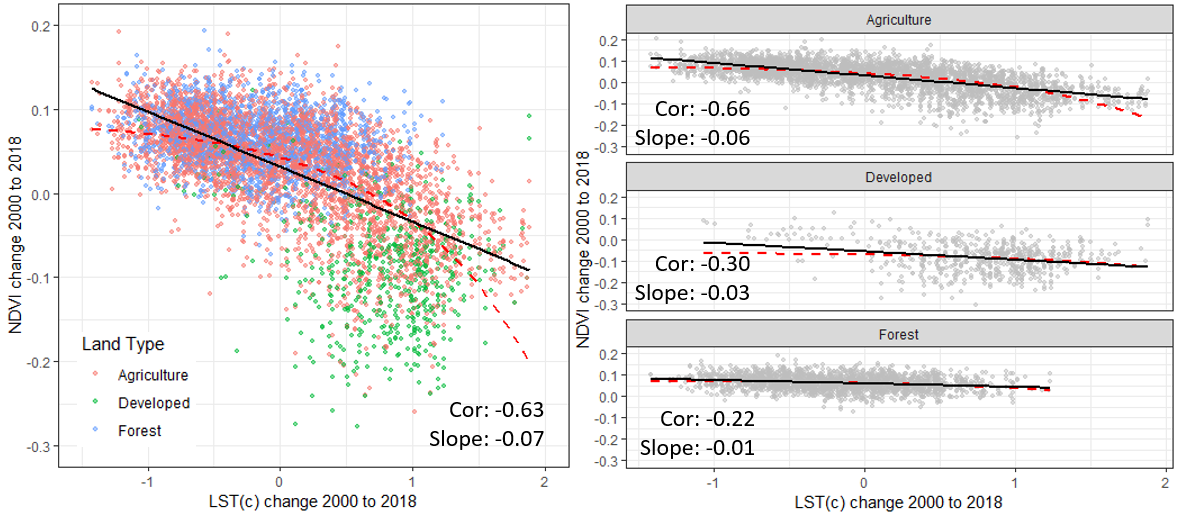 0.2
0.1
0.0
-0.1
-0.2
-0.3
NDVI change 2000 to 2018
Land Type
Agriculture
Developed
Forest
Cor: -0.63
Slope: -0.07
-1
0
1
2
LST(c) change 2000 to 2018
Agriculture
0.2
0.1
0.0
-0.1
-0.2
-0.3
Cor: -0.66
Slope: -0.06
NDVI change 2000 to 2018
Developed
0.2
0.1
0.0
-0.1
-0.2
-0.3
Cor: -0.30
Slope: -0.03
Forest
0.2
0.1
0.0
-0.1
-0.2
-0.3
Cor: -0.22
Slope: -0.01
-1
0
1
2
LST(c) change 2000 to 2018